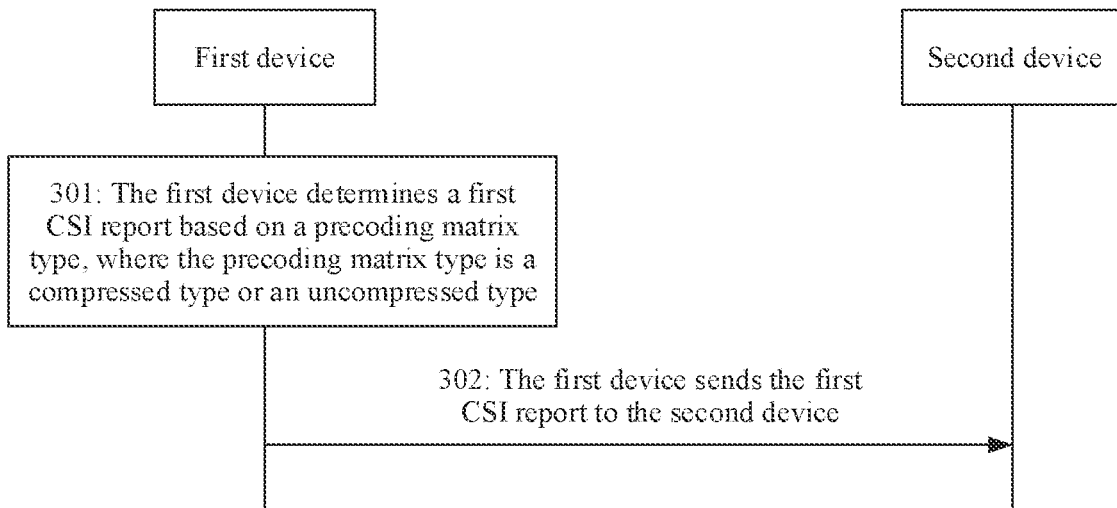 First device
Second device
301: The first device determines a first
CSI report based on a precoding matrix
type, where the precoding matrix type is a
compressed type or an uncompressed type
302: The first device sends the first
CSI report to the second device